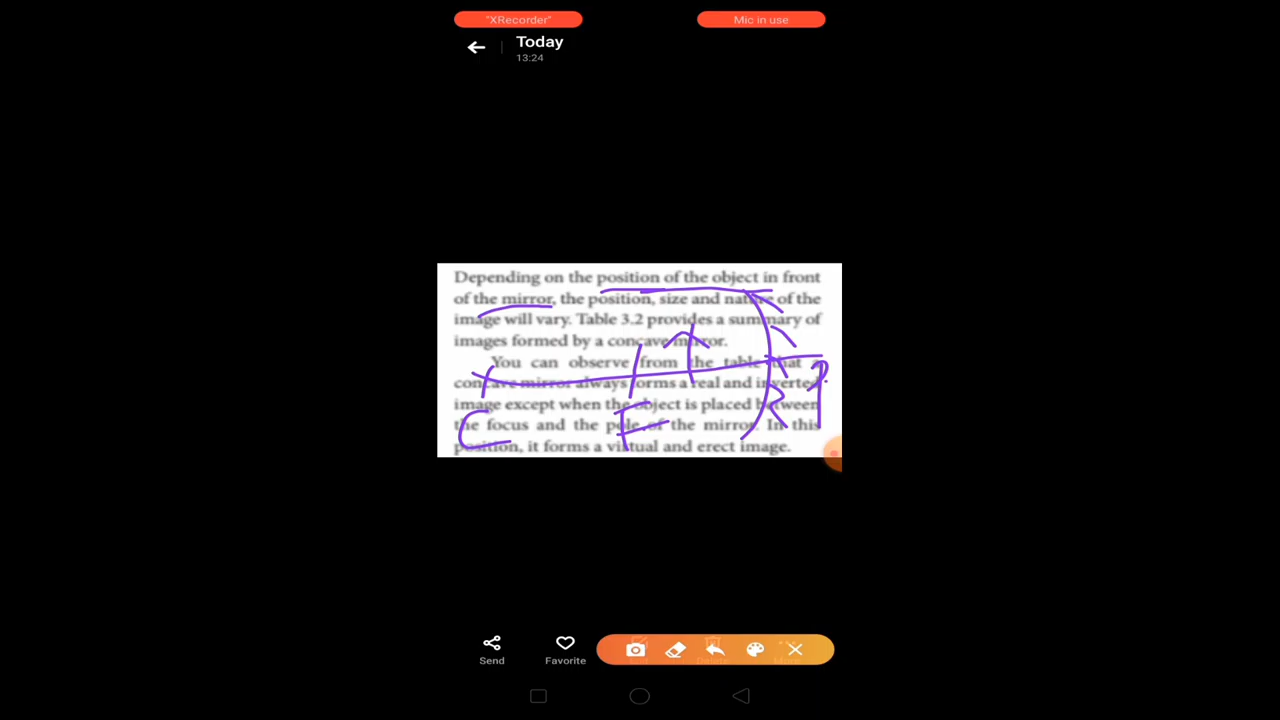 "XRecorder"
Mic in use
Today
13:24
Depending on the position of the object in front
of the mirror, the position, size and nature of the
image will vary. Table 3.2 provides a summary of
images formed by a concave mirror.
You can observe from the table that a
concave mirror always forms a real and inverted
image except when the object is placed between
the focus and the pole of the mirror. In this
position, it forms a virtual and erect image.
C F P
Send Favorite